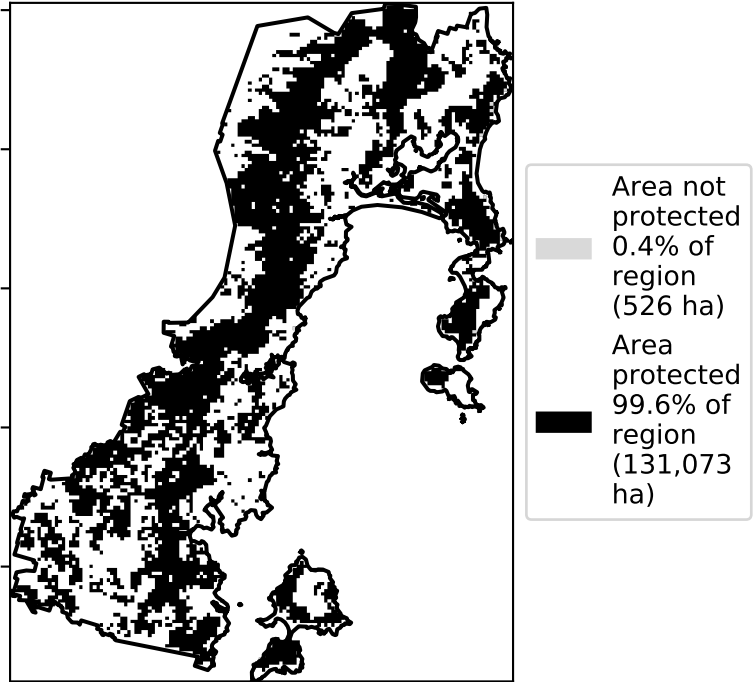 Area not
protected
0.4% of
region
(526 ha)
Area
protected
99.6% of
region
(131,073
ha)